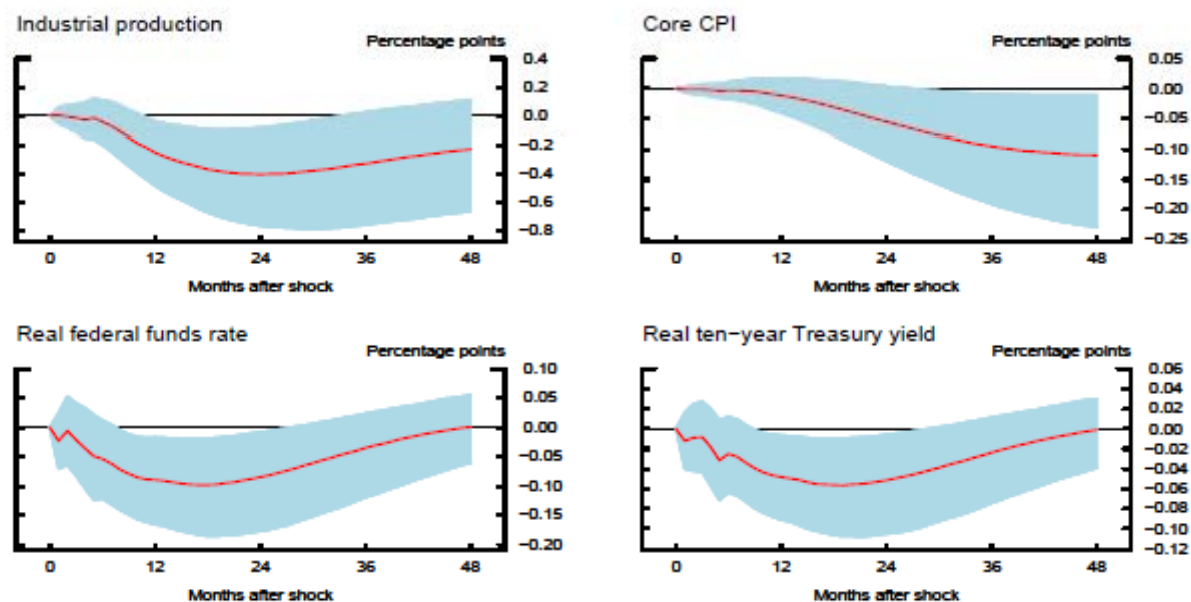 Industrial production
Percentage points
0.4
0.2
0.0
−0.2
−0.4
−0.6
−0.8
0 12 24 36 48
Months after shock
Core CPI
Percentage points
0.05
0.00
−0.05
−0.10
−0.15
−0.20
−0.25
0 12 24 36 48
Months after shock
Real federal funds rate
Percentage points
0.10
0.05
0.00
−0.05
−0.10
−0.15
−0.20
0 12 24 36 48
Months after shock
Real ten−year Treasury yield
Percentage points
0.06
0.04
0.02
0.00
−0.02
−0.04
−0.06
−0.08
−0.10
−0.12
0 12 24 36 48
Months after shock